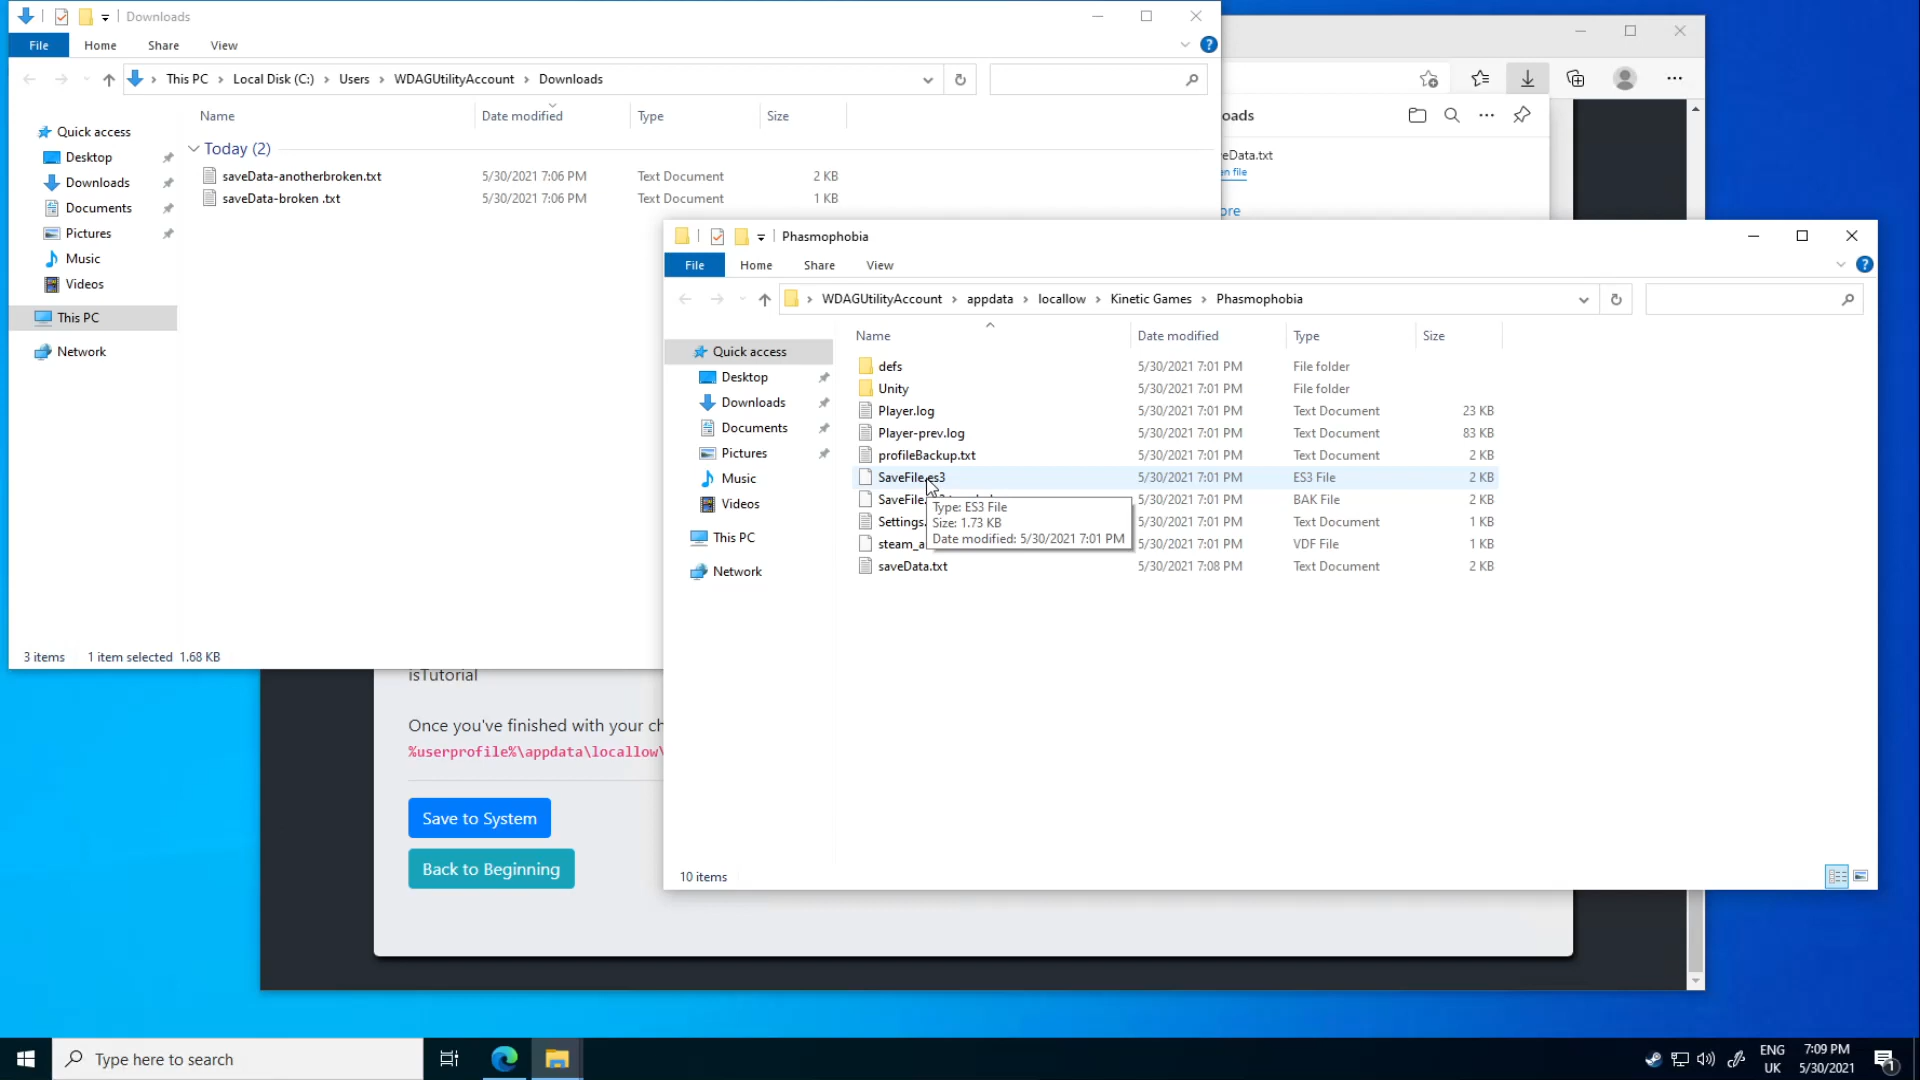 Downloads
File
Home
Share
View
This PC
Local Disk (C:)
Users
WDAGUtilityAccount
Downloads
Name
Date modified
Type
Size
Quick access
Desktop
Downloads
Documents
Pictures
Music
Videos
This PC
Network
Today (2)
saveData-anotherbroken.txt 5/30/2021 7:06 PM Text Document 2 KB
saveData-broken .txt 5/30/2021 7:06 PM Text Document 1 KB
3 items 1 item selected 1.68 KB
oads
eData.txt
en file
ore
Phasmophobia
File
Home
Share
View
WDAGUtilityAccount
appdata
locallow
Kinetic Games
Phasmophobia
Name
Date modified
Type
Size
Quick access
Desktop
Downloads
Documents
Pictures
Music
Videos
This PC
Network
defs 5/30/2021 7:01 PM File folder
Unity 5/30/2021 7:01 PM File folder
Player.log 5/30/2021 7:01 PM Text Document 23 KB
Player-prev.log 5/30/2021 7:01 PM Text Document 83 KB
profileBackup.txt 5/30/2021 7:01 PM Text Document 2 KB
SaveFile.es3 5/30/2021 7:01 PM ES3 File 2 KB
SaveFile. 5/30/2021 7:01 PM BAK File 2 KB
Settings. 5/30/2021 7:01 PM Text Document 1 KB
steam_a 5/30/2021 7:01 PM VDF File 1 KB
saveData.txt 5/30/2021 7:08 PM Text Document 2 KB
Type: ES3 File
Size: 1.73 KB
Date modified: 5/30/2021 7:01 PM
10 items
isTutorial
Once you've finished with your ch
%userprofile%\appdata\locallow\
Save to System
Back to Beginning
Type here to search
ENG
UK
7:09 PM
5/30/2021
1